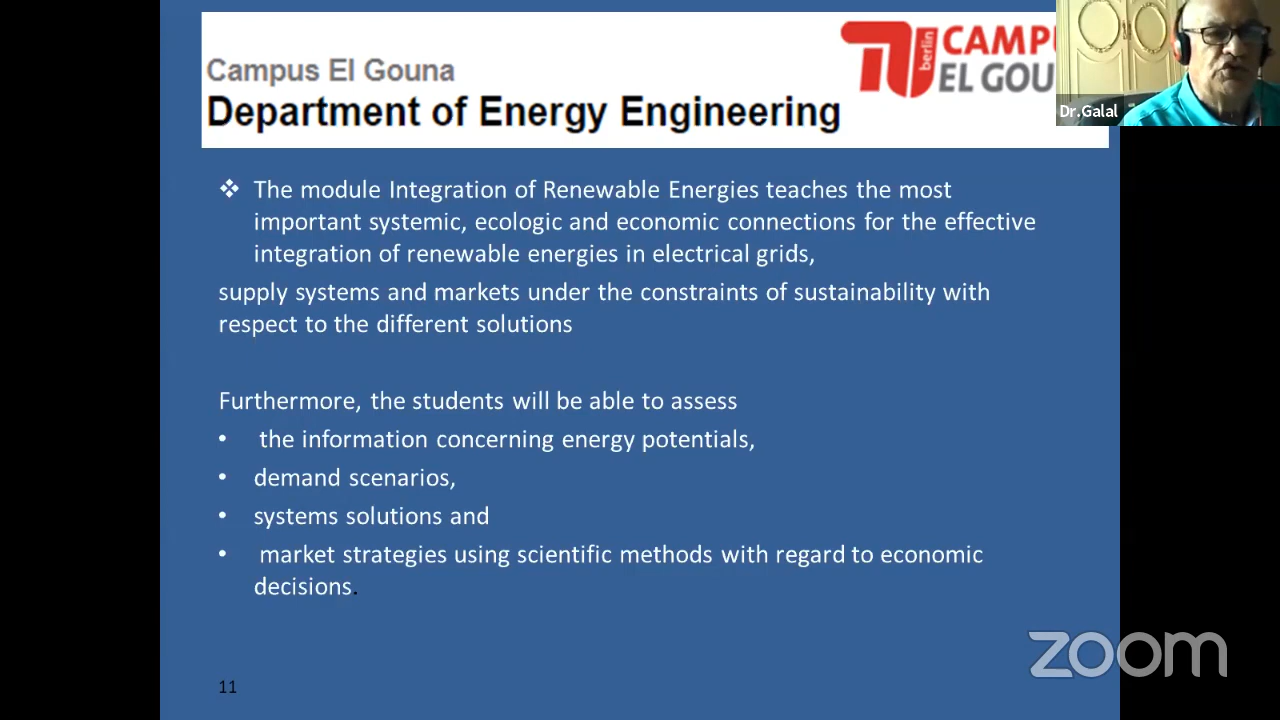 Campus El Gouna
Department of Energy Engineering
berlin
CAMPU
EL GOU
Dr.Galal
❖ The module Integration of Renewable Energies teaches the most
important systemic, ecologic and economic connections for the effective
integration of renewable energies in electrical grids,
supply systems and markets under the constraints of sustainability with
respect to the different solutions
Furthermore, the students will be able to assess
• the information concerning energy potentials,
• demand scenarios,
• systems solutions and
• market strategies using scientific methods with regard to economic
decisions.
zoom
11